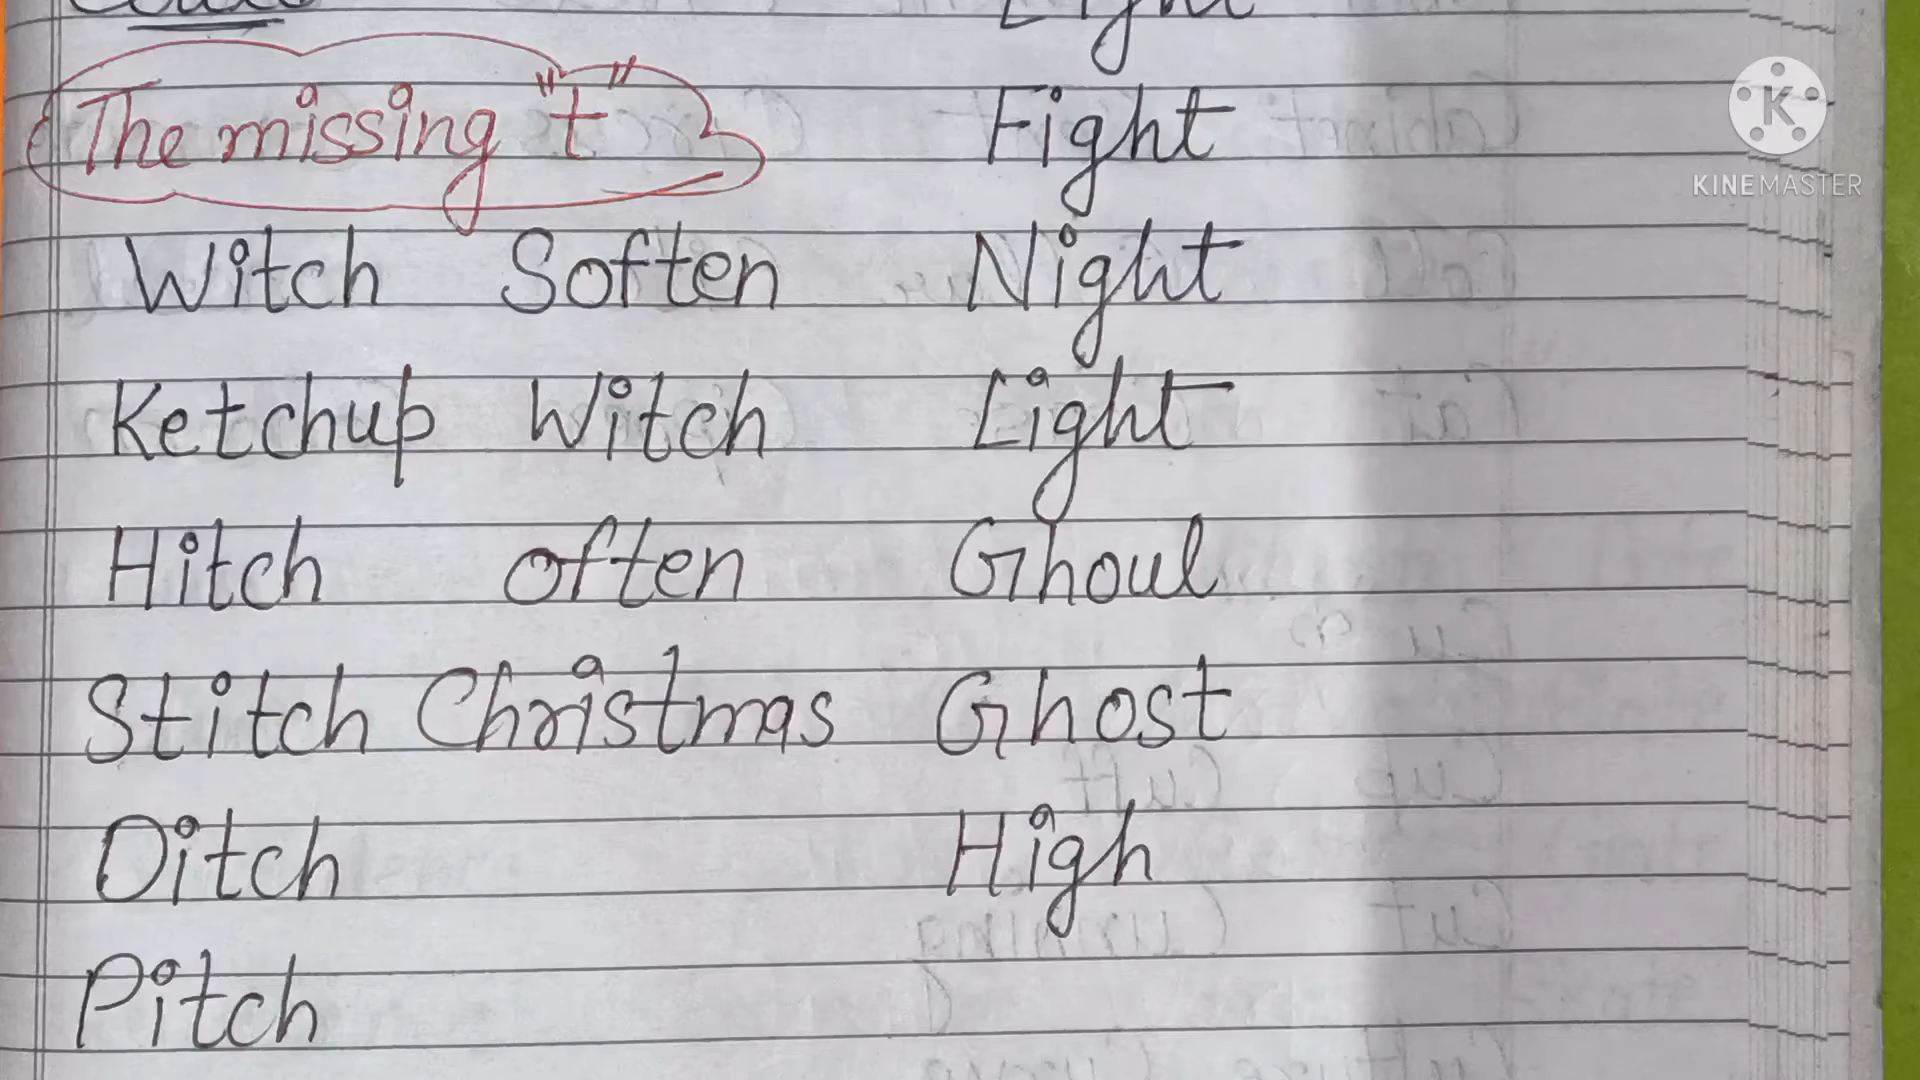 The missing "t"
Witch Soften
Ketchup Witch
Hitch often
Stitch Christmas
Ditch
Pitch
Light
Fight
Night
Light
Ghoul
Ghost
High
KINEMASTER